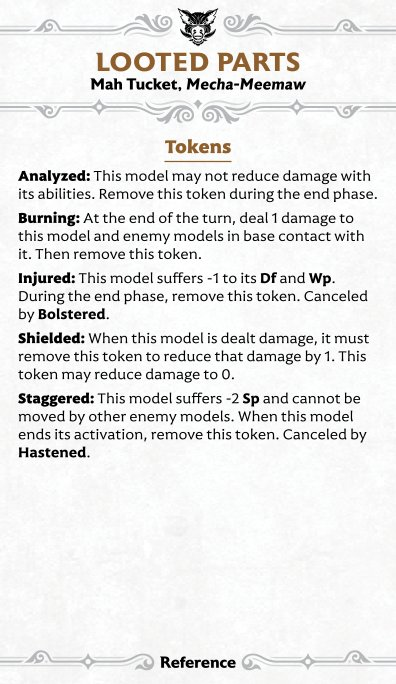 LOOTED PARTS
Mah Tucket, Mecha-Meemaw
Tokens
Analyzed: This model may not reduce damage with
its abilities. Remove this token during the end phase.
Burning: At the end of the turn, deal 1 damage to
this model and enemy models in base contact with
it. Then remove this token.
Injured: This model suffers -1 to its Df and Wp.
During the end phase, remove this token. Canceled
by Bolstered.
Shielded: When this model is dealt damage, it must
remove this token to reduce that damage by 1. This
token may reduce damage to 0.
Staggered: This model suffers -2 Sp and cannot be
moved by other enemy models. When this model
ends its activation, remove this token. Canceled by
Hastened.
Reference